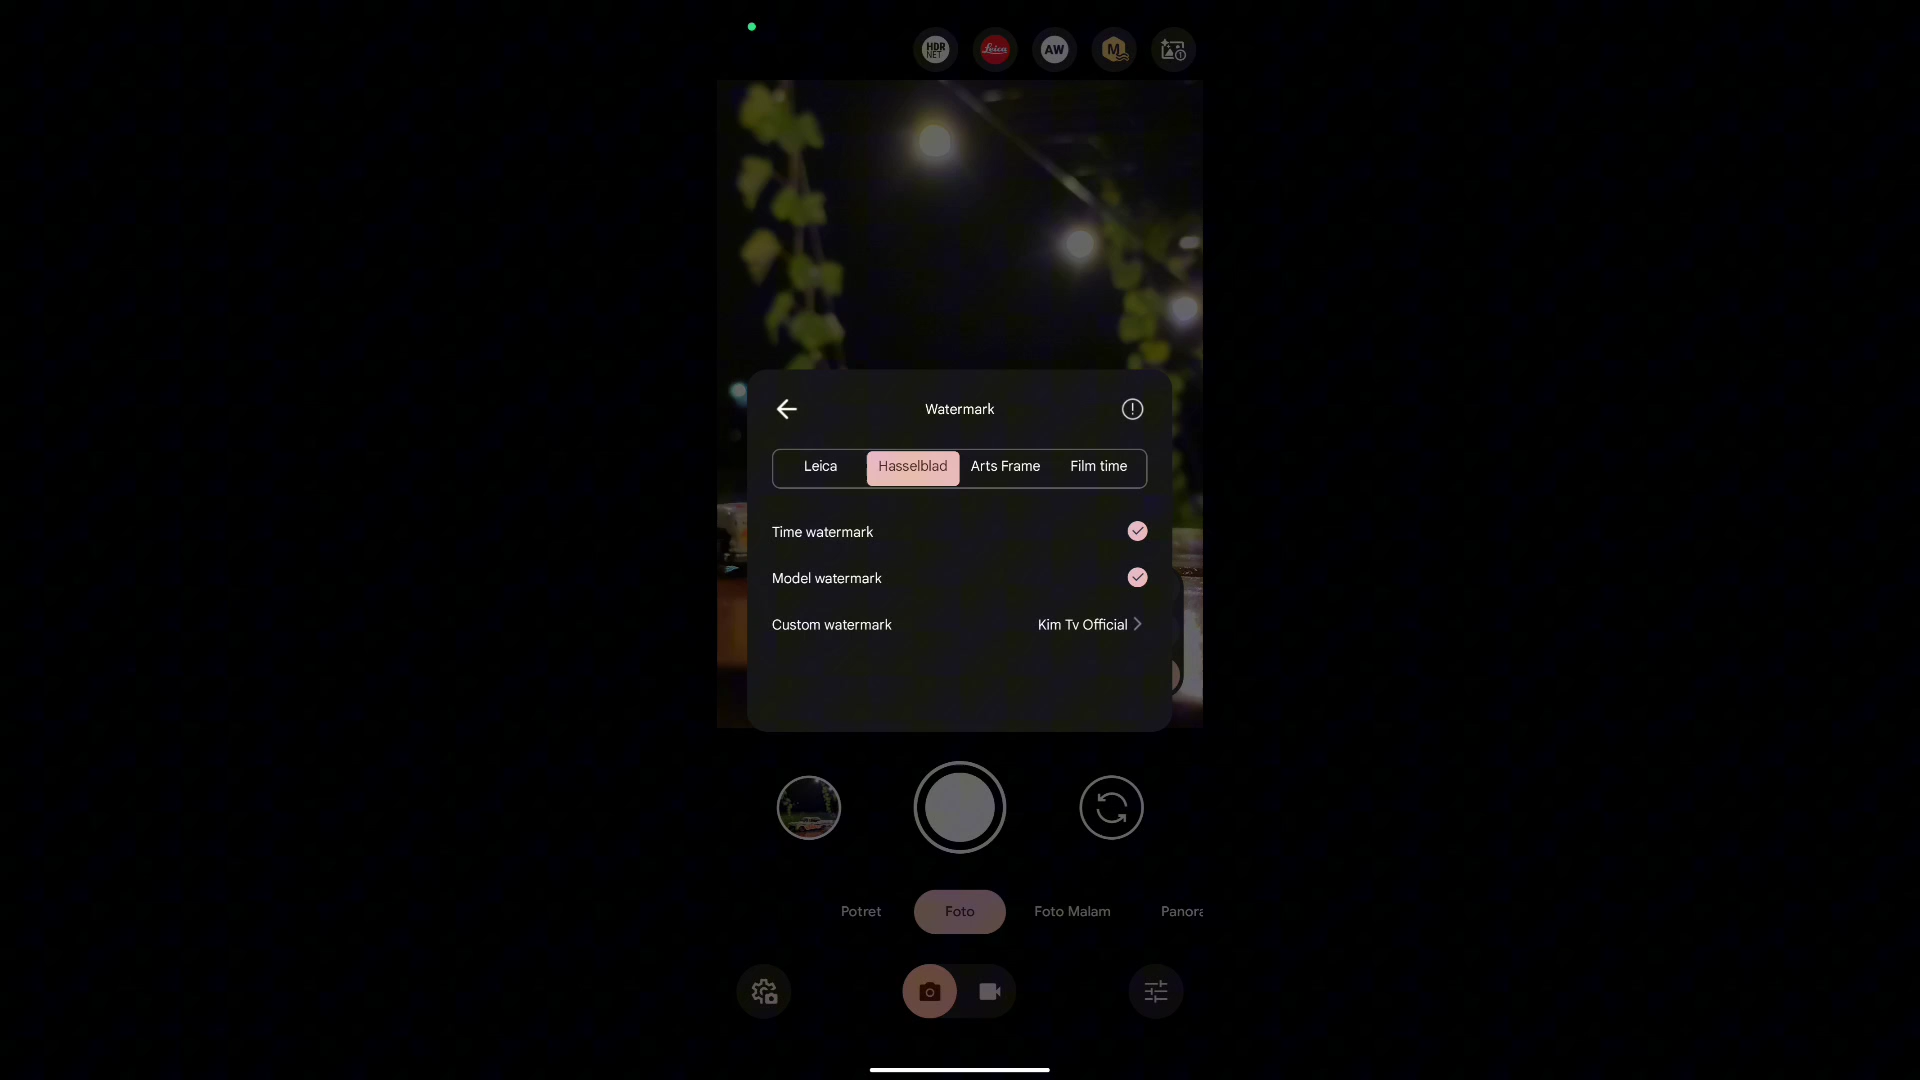 HDR
NET
Leica
AW
M
Watermark
Leica
Hasselblad
Arts Frame
Film time
Time watermark
Model watermark
Custom watermark
Kim Tv Official
Potret
Foto
Foto Malam
Panora